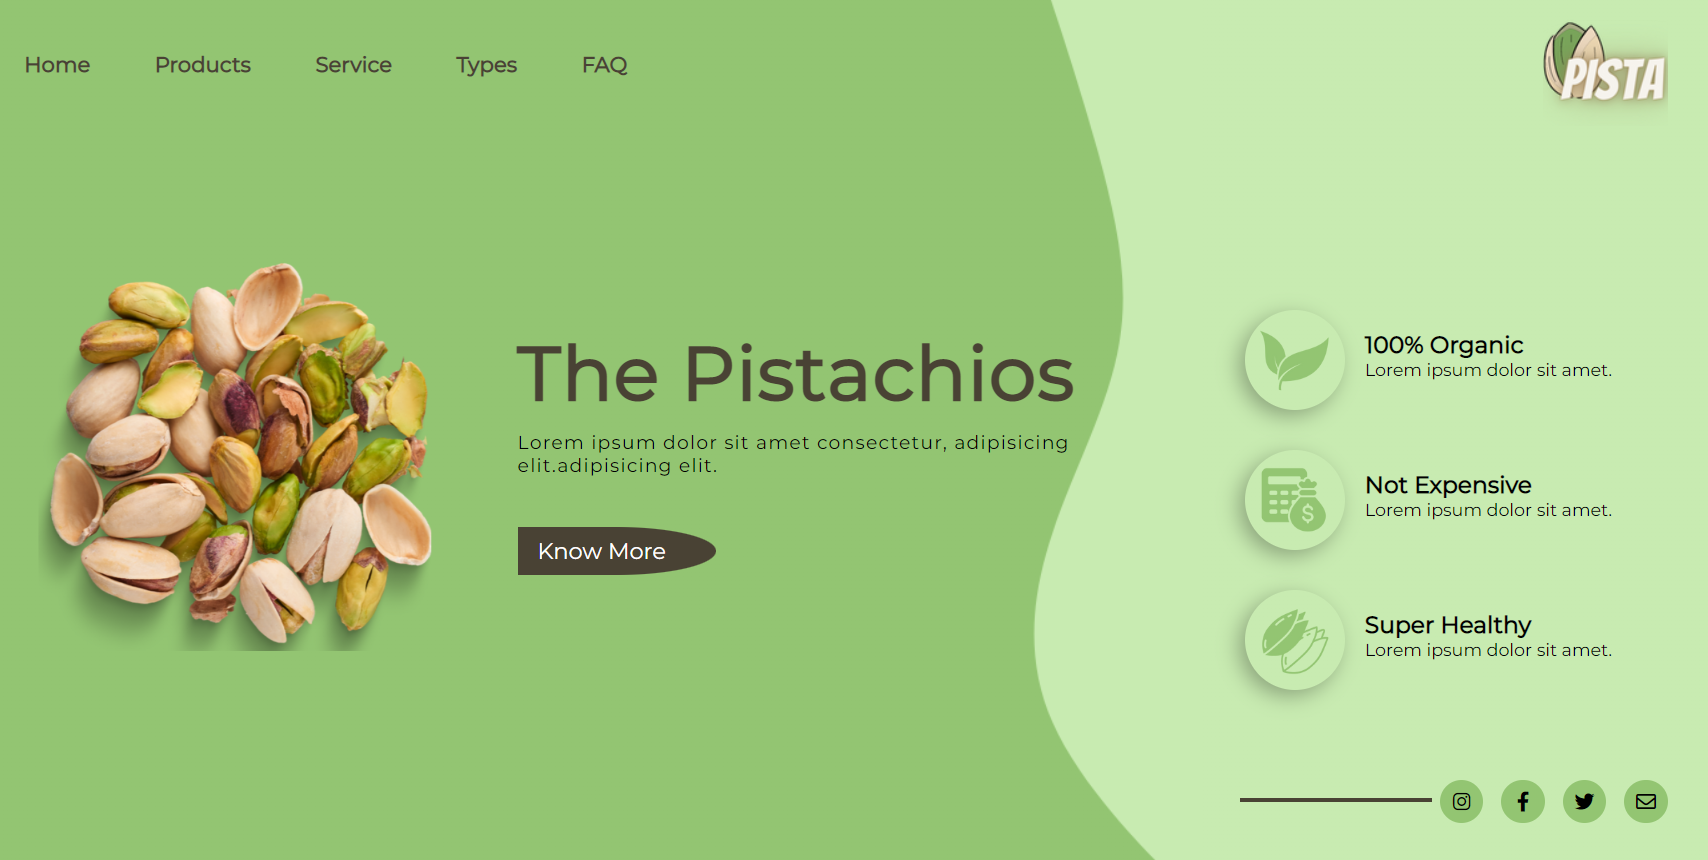 Home Products Service Types FAQ
PISTA
The Pistachios
Lorem ipsum dolor sit amet consectetur, adipisicing
elit.adipisicing elit.
Know More
100% Organic
Lorem ipsum dolor sit amet.
$
Not Expensive
Lorem ipsum dolor sit amet.
Super Healthy
Lorem ipsum dolor sit amet.